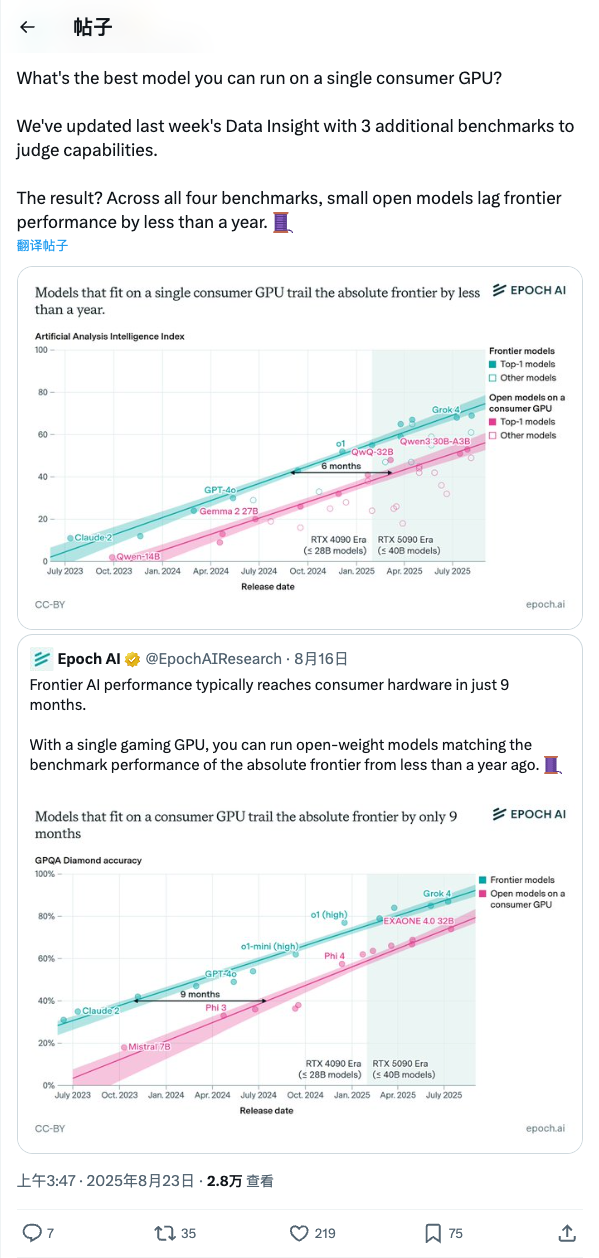 帖子
What's the best model you can run on a single consumer GPU?
We've updated last week's Data Insight with 3 additional benchmarks to
judge capabilities.
The result? Across all four benchmarks, small open models lag frontier
performance by less than a year. 🧵
翻译帖子
Models that fit on a single consumer GPU trail the absolute frontier by less
than a year.
EPOCH AI
Artificial Analysis Intelligence Index
100
80
60
40
20
0
Frontier models
Top-1 models
Other models
Open models on a
consumer GPU
Top-1 models
Other models
Grok 4
o1
Qwen3 30B-A3B
QwQ-32B
6 months
GPT-4o
Gemma 2 27B
Claude-2
Qwen-14B
RTX 4090 Era
(≤ 28B models)
RTX 5090 Era
(≤ 40B models)
July 2023
Oct. 2023
Jan. 2024
Apr. 2024
July 2024
Oct. 2024
Jan. 2025
Apr. 2025
July 2025
Release date
CC-BY
epoch.ai
Epoch AI @EpochAIResearch · 8月16日
Frontier AI performance typically reaches consumer hardware in just 9
months.
With a single gaming GPU, you can run open-weight models matching the
benchmark performance of the absolute frontier from less than a year ago. 🧵
Models that fit on a consumer GPU trail the absolute frontier by only 9
months
EPOCH AI
GPQA Diamond accuracy
100%
80%
60%
40%
20%
0%
Frontier models
Open models on a
consumer GPU
Grok 4
o1 (high)
EXAONE 4.0 32B
o1-mini (high)
Phi 4
GPT-4o
9 months
Claude 2
Phi 3
Mistral 7B
RTX 4090 Era
(≤ 28B models)
RTX 5090 Era
(≤ 40B models)
July 2023
Oct. 2023
Jan. 2024
Apr. 2024
July 2024
Oct. 2024
Jan. 2025
Apr. 2025
July 2025
Release date
CC-BY
epoch.ai
上午3:47 · 2025年8月23日 · 2.8万 查看
7
35
219
75